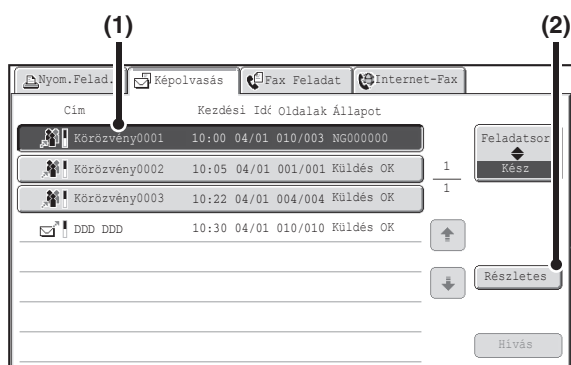 (1) (2)
Nyom.Felad. Képolvasás Fax Feladat Internet-Fax
Cím Kezdési Idő Oldalak Állapot
Körözvény0001 10:00 04/01 010/003 NG000000
Körözvény0002 10:05 04/01 001/001 Küldés OK
Körözvény0003 10:22 04/01 004/004 Küldés OK
DDD DDD 10:30 04/01 010/010 Küldés OK
1
1
Feladatsor
Kész
Részletes
Hívás